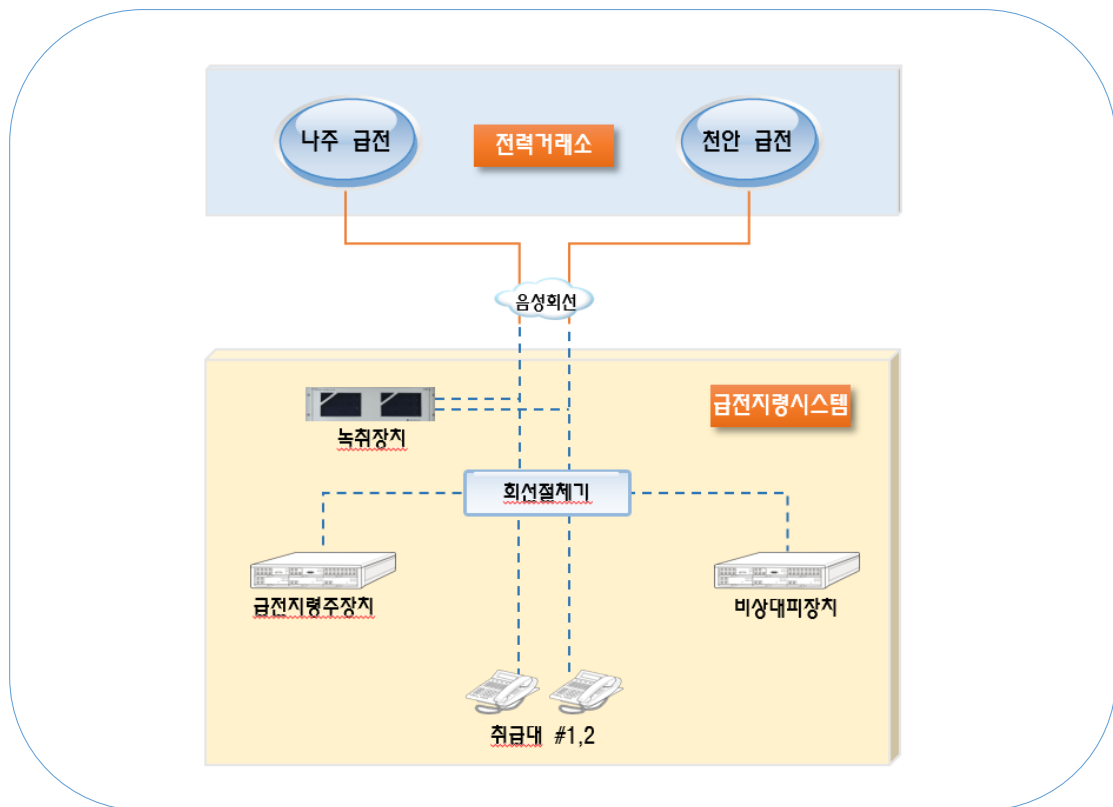 나주 급전
전력거래소
천안 급전
음성회선
급전지령시스템
녹취장치
회선절체기
급전지령주장치
비상대피장치
취급대 #1,2